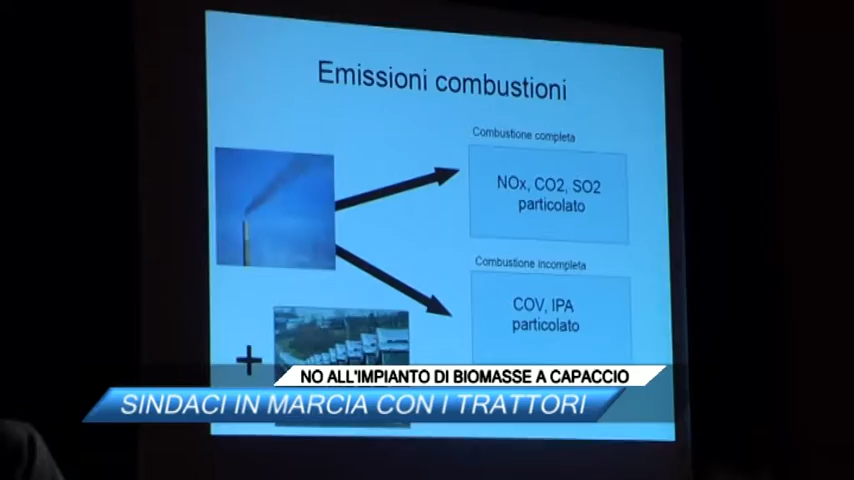 Emissioni combustioni
Combustione completa
NOx, CO2, SO2
particolato
Combustione incompleta
COV, IPA
particolato
+
NO ALL'IMPIANTO DI BIOMASSE A CAPACCIO
SINDACI IN MARCIA CON I TRATTORI